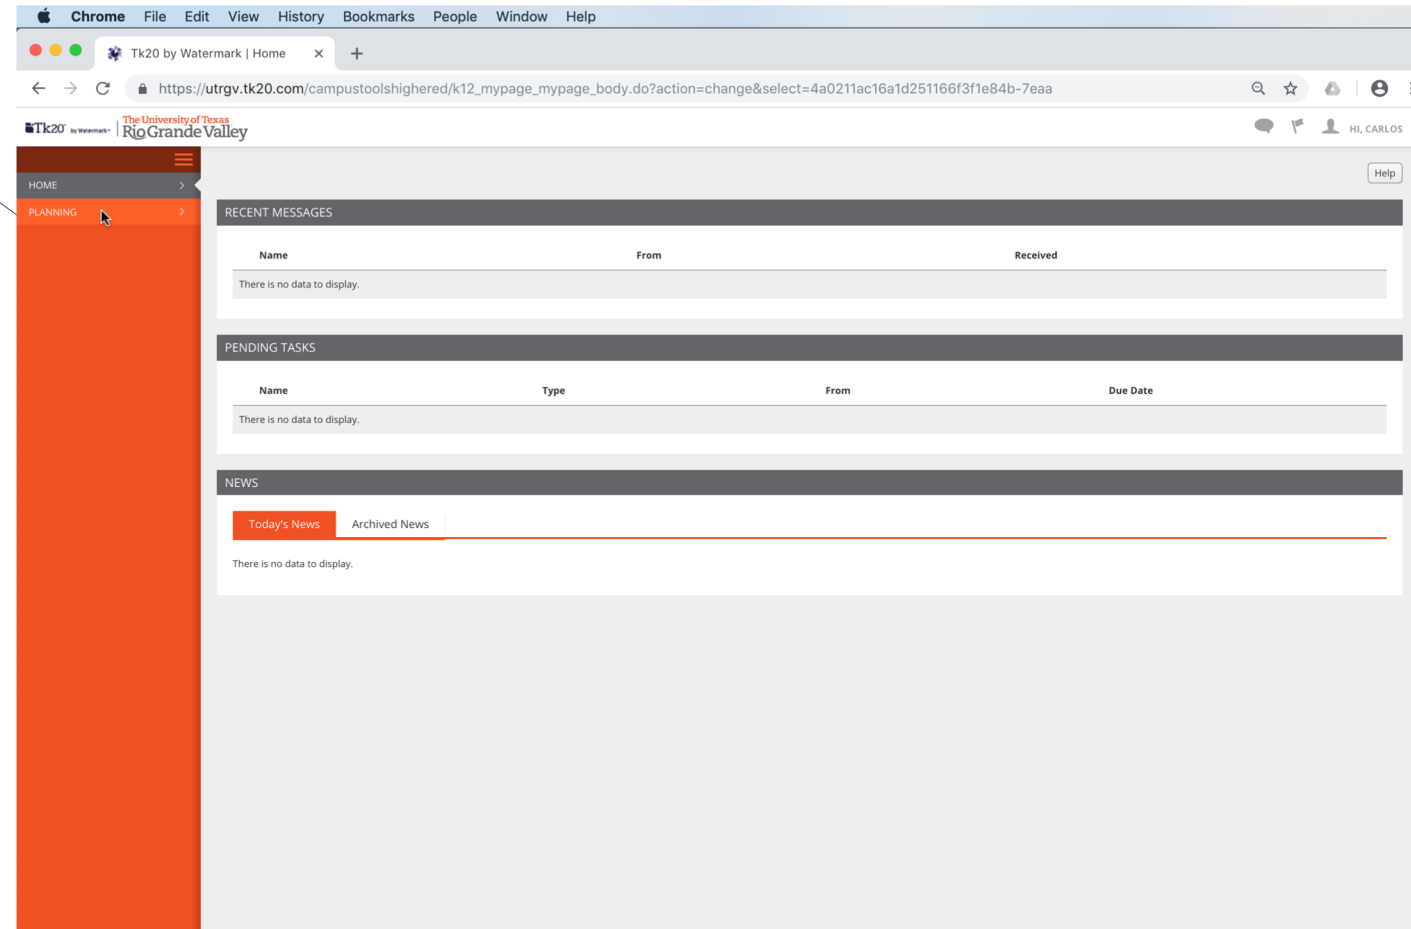 Chrome File Edit View History Bookmarks People Window Help
Tk20 by Watermark | Home
https://utrgv.tk20.com/campustoolshighered/k12_mypage_mypage_body.do?action=change&select=4a0211ac16a1d251166f3f1e84b-7eaa
Tk20 by Watermark™ The University of Texas
Rio Grande Valley
HI, CARLOS
Help
HOME
PLANNING
RECENT MESSAGES
Name From Received
There is no data to display.
PENDING TASKS
Name Type From Due Date
There is no data to display.
NEWS
Today's News Archived News
There is no data to display.